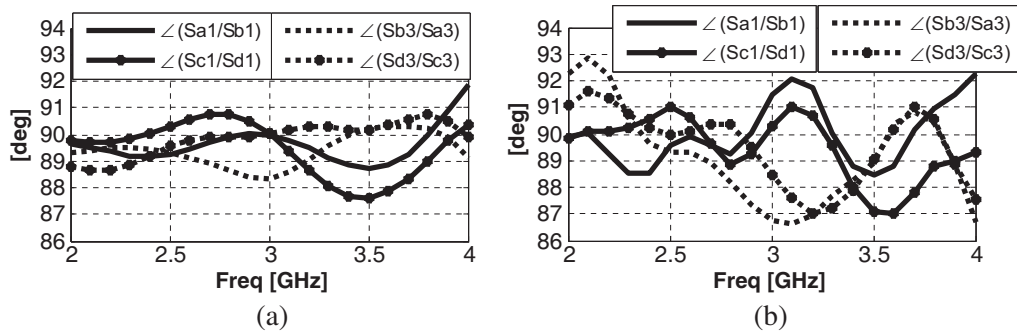 ∠(Sa1/Sb1) ∠(Sb3/Sa3)
∠(Sc1/Sd1) ∠(Sd3/Sc3)
[deg]
94
93
92
91
90
89
88
87
86
2 2.5 3 3.5 4
Freq [GHz]
(a)
∠(Sa1/Sb1) ∠(Sb3/Sa3)
∠(Sc1/Sd1) ∠(Sd3/Sc3)
[deg]
94
93
92
91
90
89
88
87
86
2 2.5 3 3.5 4
Freq [GHz]
(b)